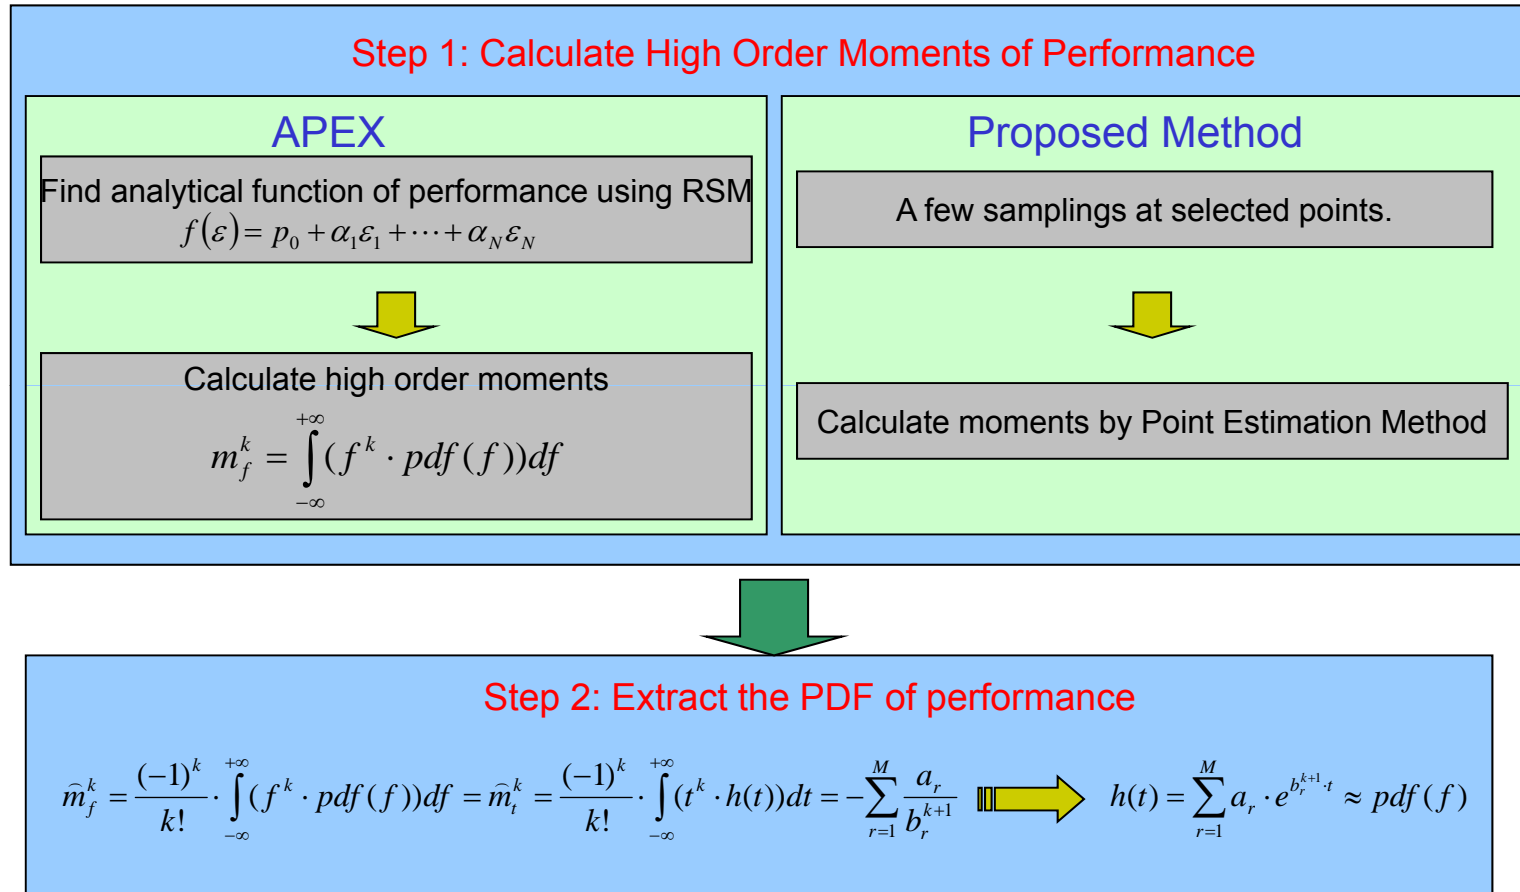 Step 1: Calculate High Order Moments of Performance
APEX
Find analytical function of performance using RSM
f(ε) = p₀ + α₁ε₁ + ⋯ + α_Nε_N
Calculate high order moments
m_f^k = ∫_{−∞}^{+∞} (f^k · pdf(f))df
Proposed Method
A few samplings at selected points.
Calculate moments by Point Estimation Method
Step 2: Extract the PDF of performance
m̂_f^k = \frac{(−1)^k}{k!} · ∫_{−∞}^{+∞} (f^k · pdf(f))df = m̂_t^k = \frac{(−1)^k}{k!} · ∫_{−∞}^{+∞} (t^k · h(t))dt = −∑_{r=1}^{M} \frac{a_r}{b_r^{k+1}} h(t) = ∑_{r=1}^{M} a_r · e^{b_r^{k+1}·t} ≈ pdf(f)